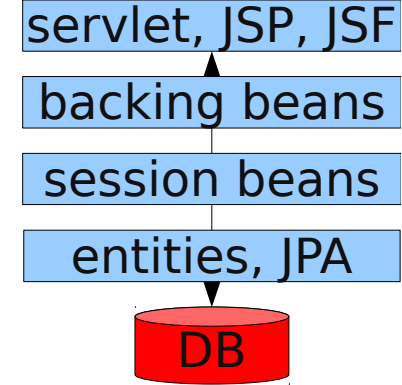 servlet, JSP, JSF
backing beans
session beans
entities, JPA
DB